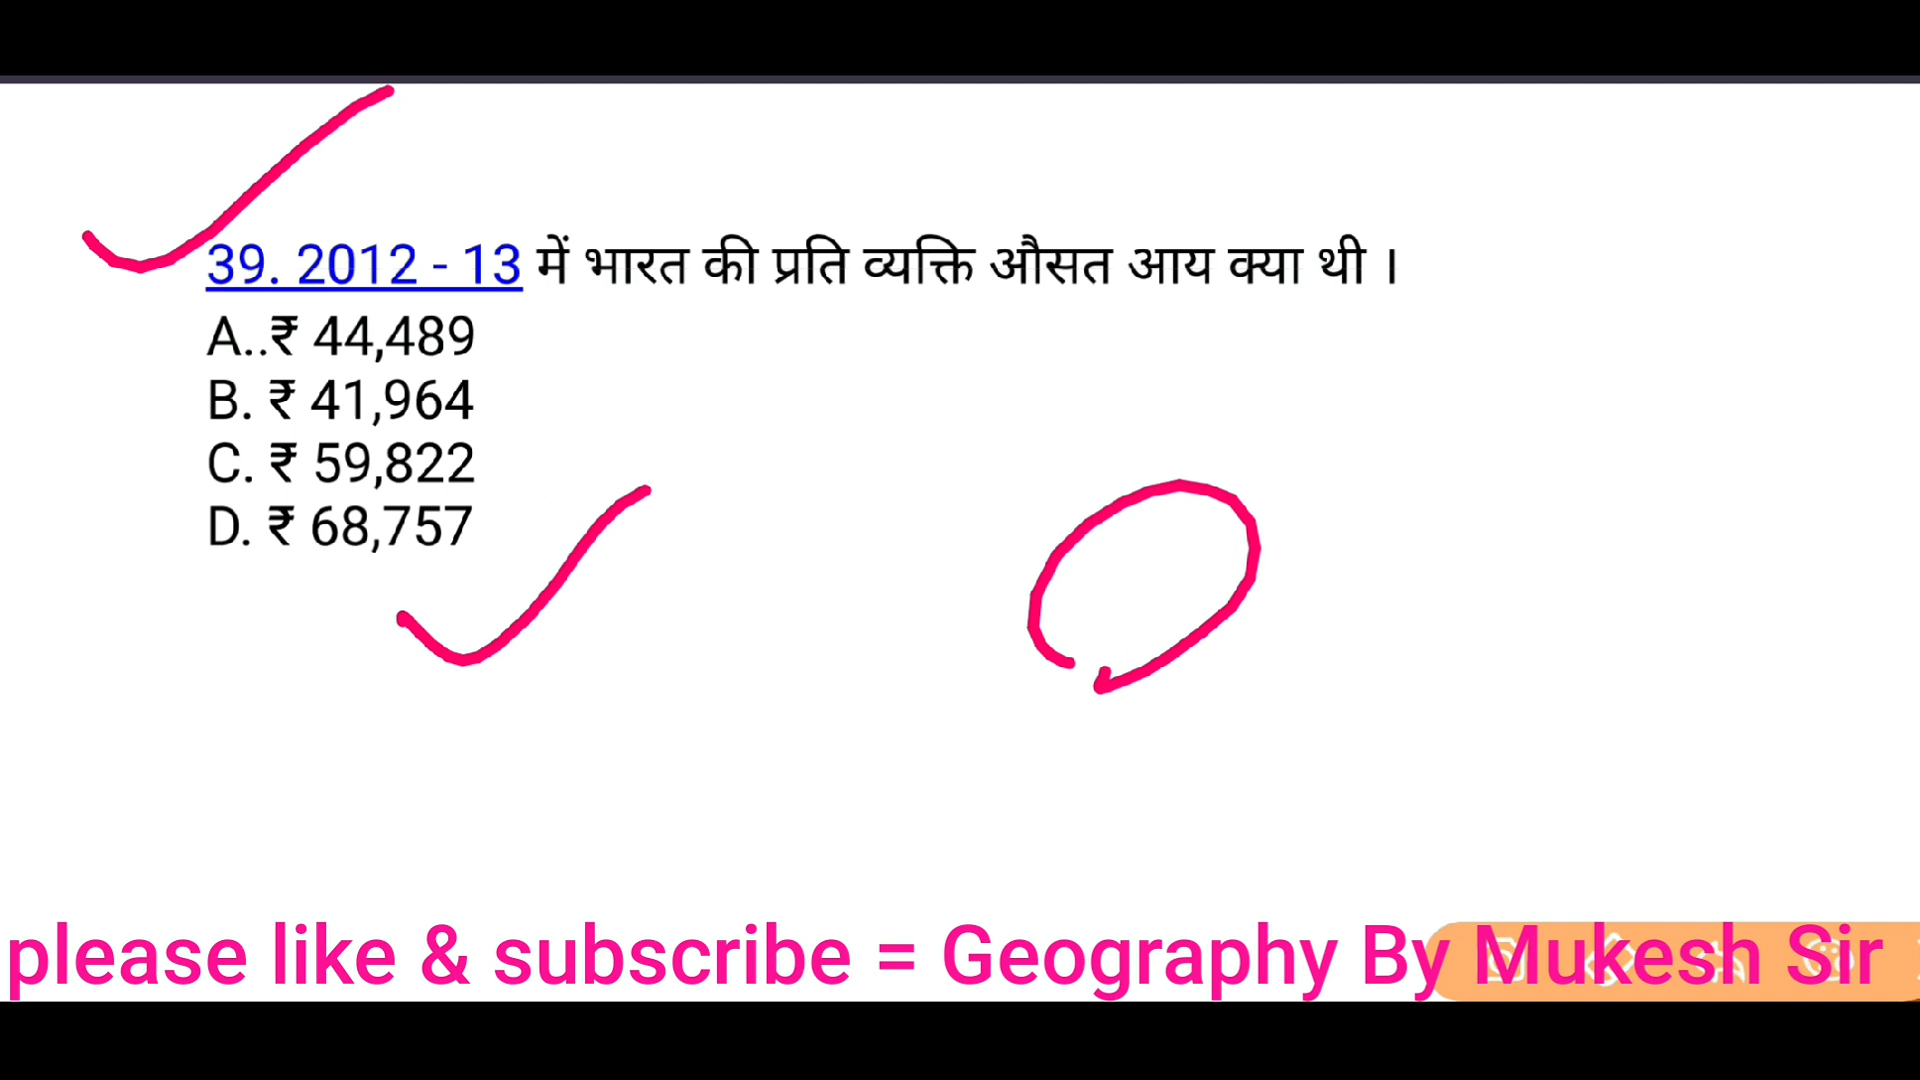 39. 2012 - 13 में भारत की प्रति व्यक्ति औसत आय क्या थी ।
A..₹ 44,489
B. ₹ 41,964
C. ₹ 59,822
D. ₹ 68,757
please like & subscribe = Geography By Mukesh Sir